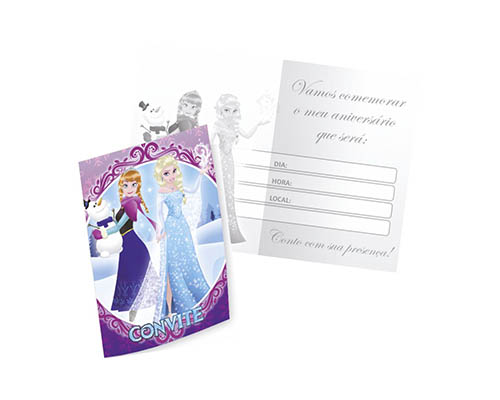 Vamos comemorar
o meu aniversário
que será:
DIA:
HORA:
LOCAL:
Conto com sua presença!
CONVITE